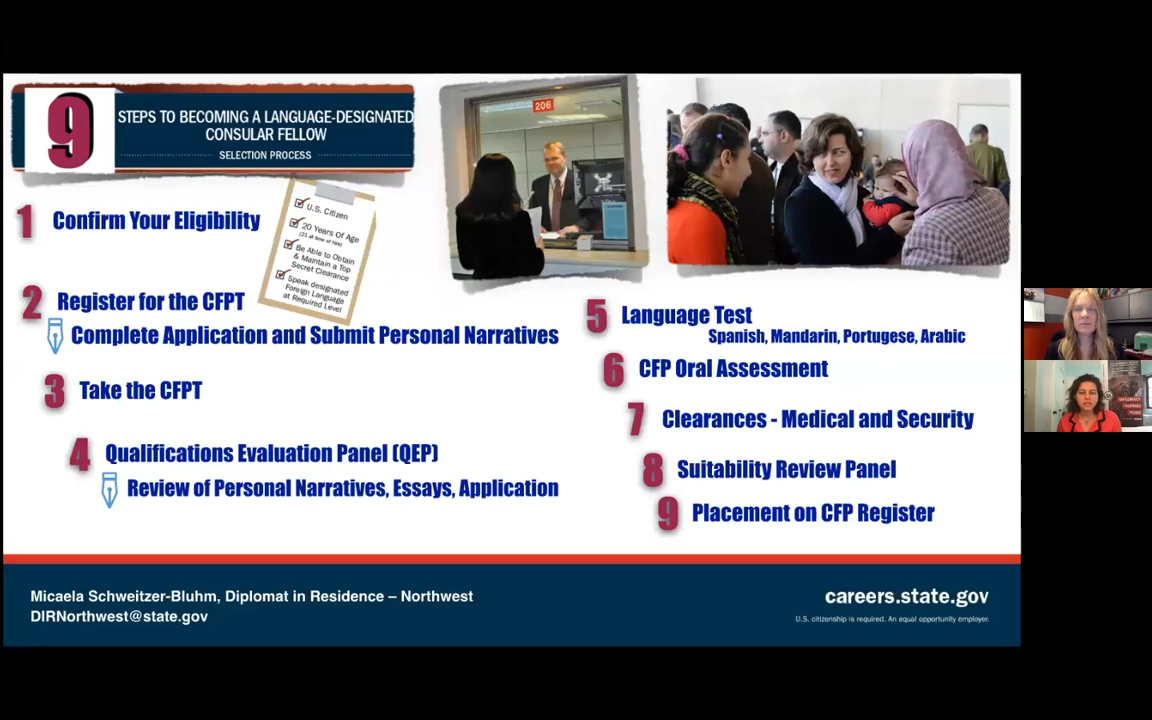 9
STEPS TO BECOMING A LANGUAGE-DESIGNATED
CONSULAR FELLOW
SELECTION PROCESS
206
1 Confirm Your Eligibility
U.S. Citizen
20 Years Of Age
(21 at time of hire)
Be Able to Obtain
& Maintain a Top
Secret Clearance
Speak designated
Foreign Language
at Required Level
2 Register for the CFPT
Complete Application and Submit Personal Narratives
3 Take the CFPT
4 Qualifications Evaluation Panel (QEP)
Review of Personal Narratives, Essays, Application
5 Language Test
Spanish, Mandarin, Portugese, Arabic
6 CFP Oral Assessment
7 Clearances - Medical and Security
8 Suitability Review Panel
9 Placement on CFP Register
Micaela Schweitzer-Bluhm, Diplomat in Residence – Northwest
DIRNorthwest@state.gov
careers.state.gov
U.S. citizenship is required. An equal opportunity employer.